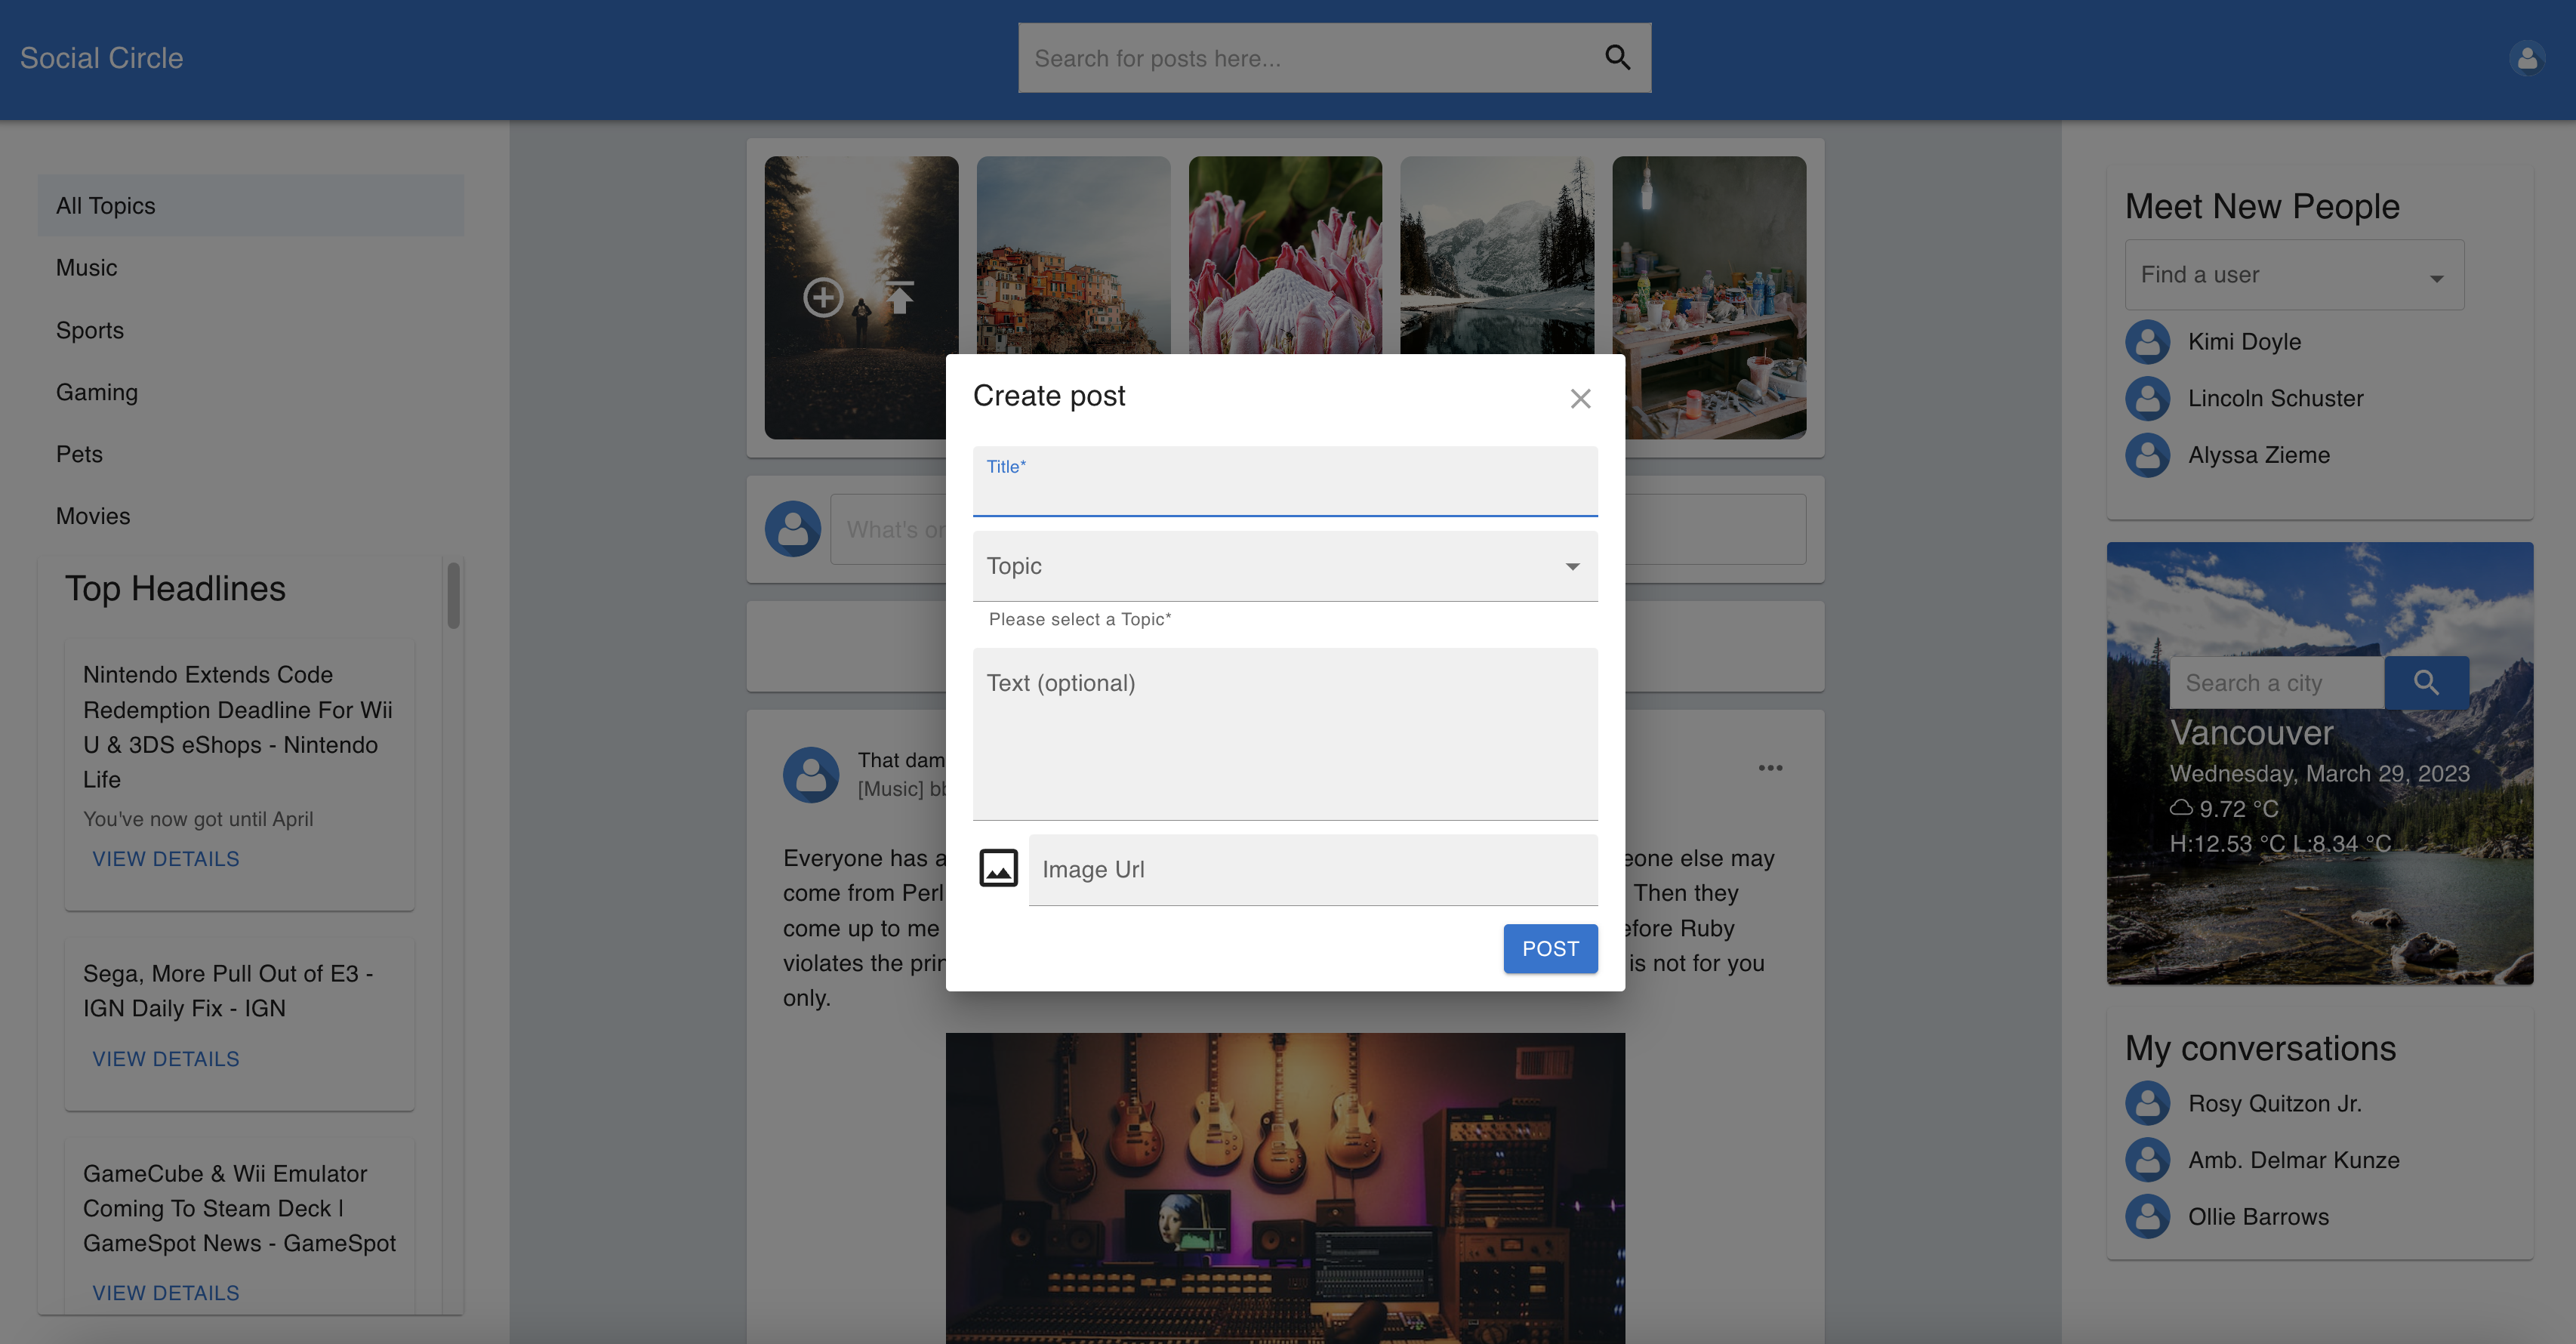 Social Circle
Search for posts here...
All Topics
Music
Sports
Gaming
Pets
Movies
Top Headlines
Nintendo Extends Code
Redemption Deadline For Wii
U & 3DS eShops - Nintendo
Life
You've now got until April
VIEW DETAILS
Sega, More Pull Out of E3 -
IGN Daily Fix - IGN
VIEW DETAILS
GameCube & Wii Emulator
Coming To Steam Deck |
GameSpot News - GameSpot
VIEW DETAILS
What's or
That dam
[Music] bb
Everyone has a
come from Perl
come up to me
violates the prin
only.
eone else may
Then they
efore Ruby
is not for you
Create post
Title*
Topic
Please select a Topic*
Text (optional)
Image Url
POST
Meet New People
Find a user
Kimi Doyle
Lincoln Schuster
Alyssa Zieme
Search a city
Vancouver
Wednesday, March 29, 2023
9.72 °C
H:12.53 °C L:8.34 °C
My conversations
Rosy Quitzon Jr.
Amb. Delmar Kunze
Ollie Barrows